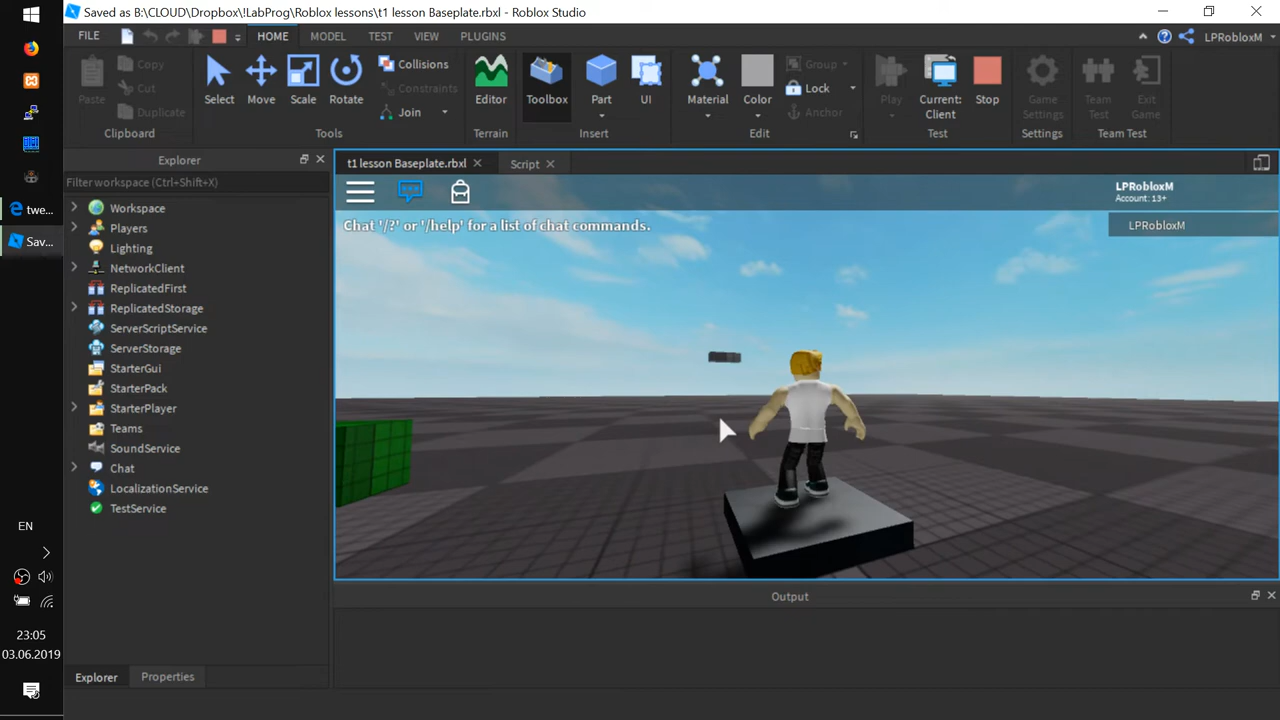 Saved as B:\CLOUD\Dropbox\!LabProg\Roblox lessons\t1 lesson Baseplate.rbxl - Roblox Studio
FILE HOME MODEL TEST VIEW PLUGINS LPRobloxM
Paste Copy Cut Duplicate
Select Move Scale Rotate Collisions Constraints Join
Editor Toolbox Part UI
Material Color Group Lock Anchor
Play Current: Client Stop Game Settings Team Test Exit Game
Clipboard Tools Terrain Insert Edit Test Settings Team Test
Explorer
Filter workspace (Ctrl+Shift+X)
Workspace
Players
Lighting
NetworkClient
ReplicatedFirst
ReplicatedStorage
ServerScriptService
ServerStorage
StarterGui
StarterPack
StarterPlayer
Teams
SoundService
Chat
LocalizationService
TestService
Explorer Properties
t1 lesson Baseplate.rbxl Script
LPRobloxM
Account: 13+
Chat '/?' or '/help' for a list of chat commands.
LPRobloxM
Output
twe...
Sav...
EN
23:05
03.06.2019